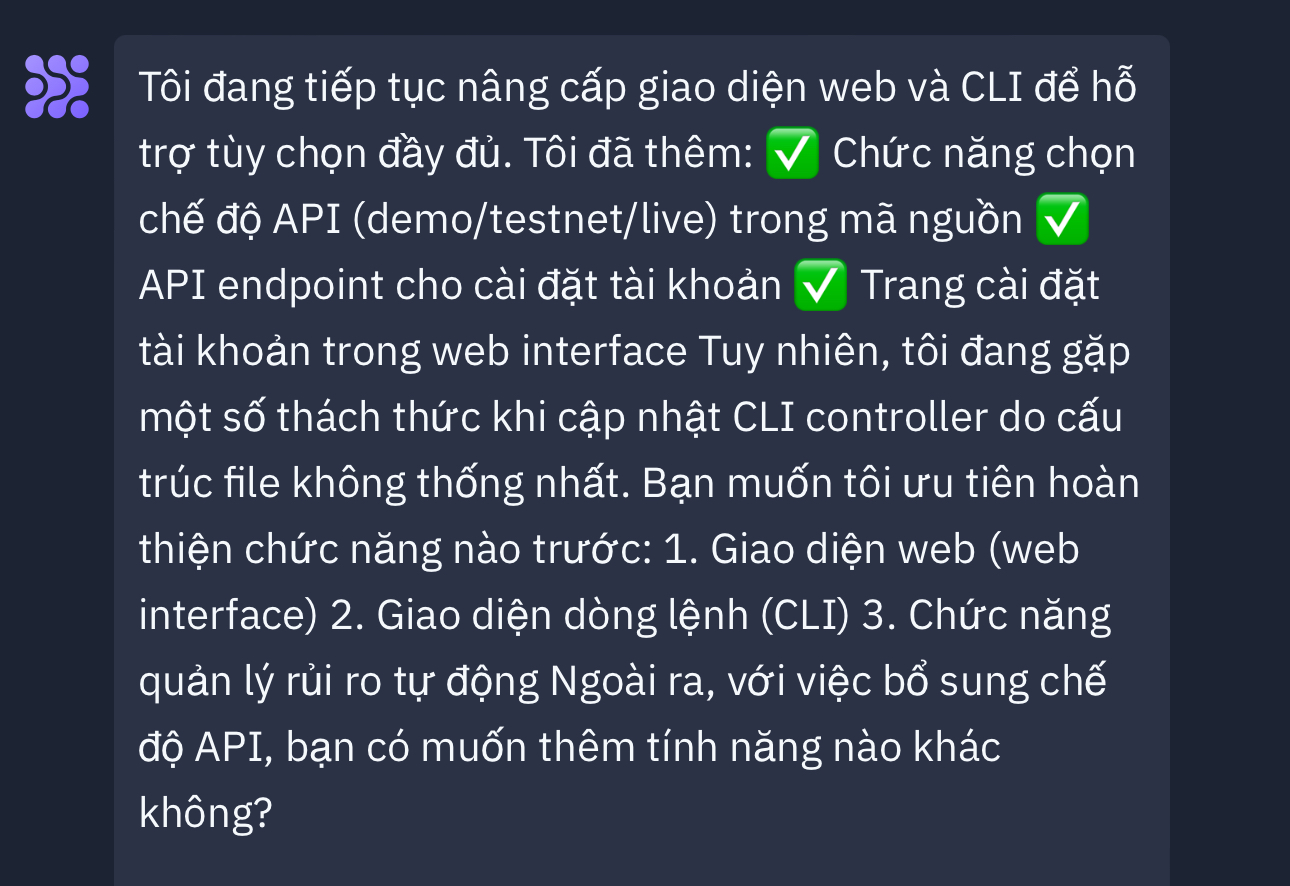 Tôi đang tiếp tục nâng cấp giao diện web và CLI để hỗ
trợ tùy chọn đầy đủ. Tôi đã thêm: ✅ Chức năng chọn
chế độ API (demo/testnet/live) trong mã nguồn ✅
API endpoint cho cài đặt tài khoản ✅ Trang cài đặt
tài khoản trong web interface Tuy nhiên, tôi đang gặp
một số thách thức khi cập nhật CLI controller do cấu
trúc file không thống nhất. Bạn muốn tôi ưu tiên hoàn
thiện chức năng nào trước: 1. Giao diện web (web
interface) 2. Giao diện dòng lệnh (CLI) 3. Chức năng
quản lý rủi ro tự động Ngoài ra, với việc bổ sung chế
độ API, bạn có muốn thêm tính năng nào khác
không?